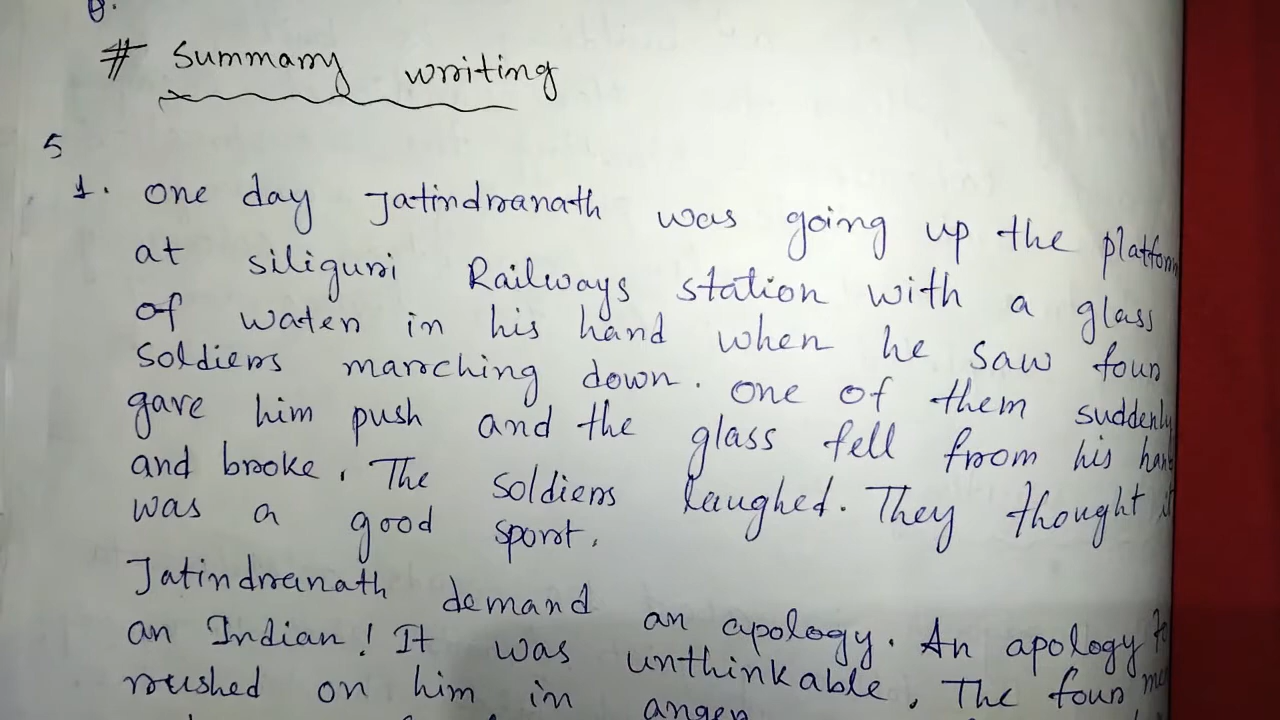 # Summary writing
5
1. One day Jatindranath was going up the platform
at siliguri Railways station with a glass
of water in his hand when he saw four
soldiers marching down. One of them suddenly
gave him push and the glass fell from his hand
and broke. The soldiers laughed. They thought it
was a good sport.
Jatindranath demand an apology. An apology
an Indian! It was unthinkable. The four men
rushed on him in anger